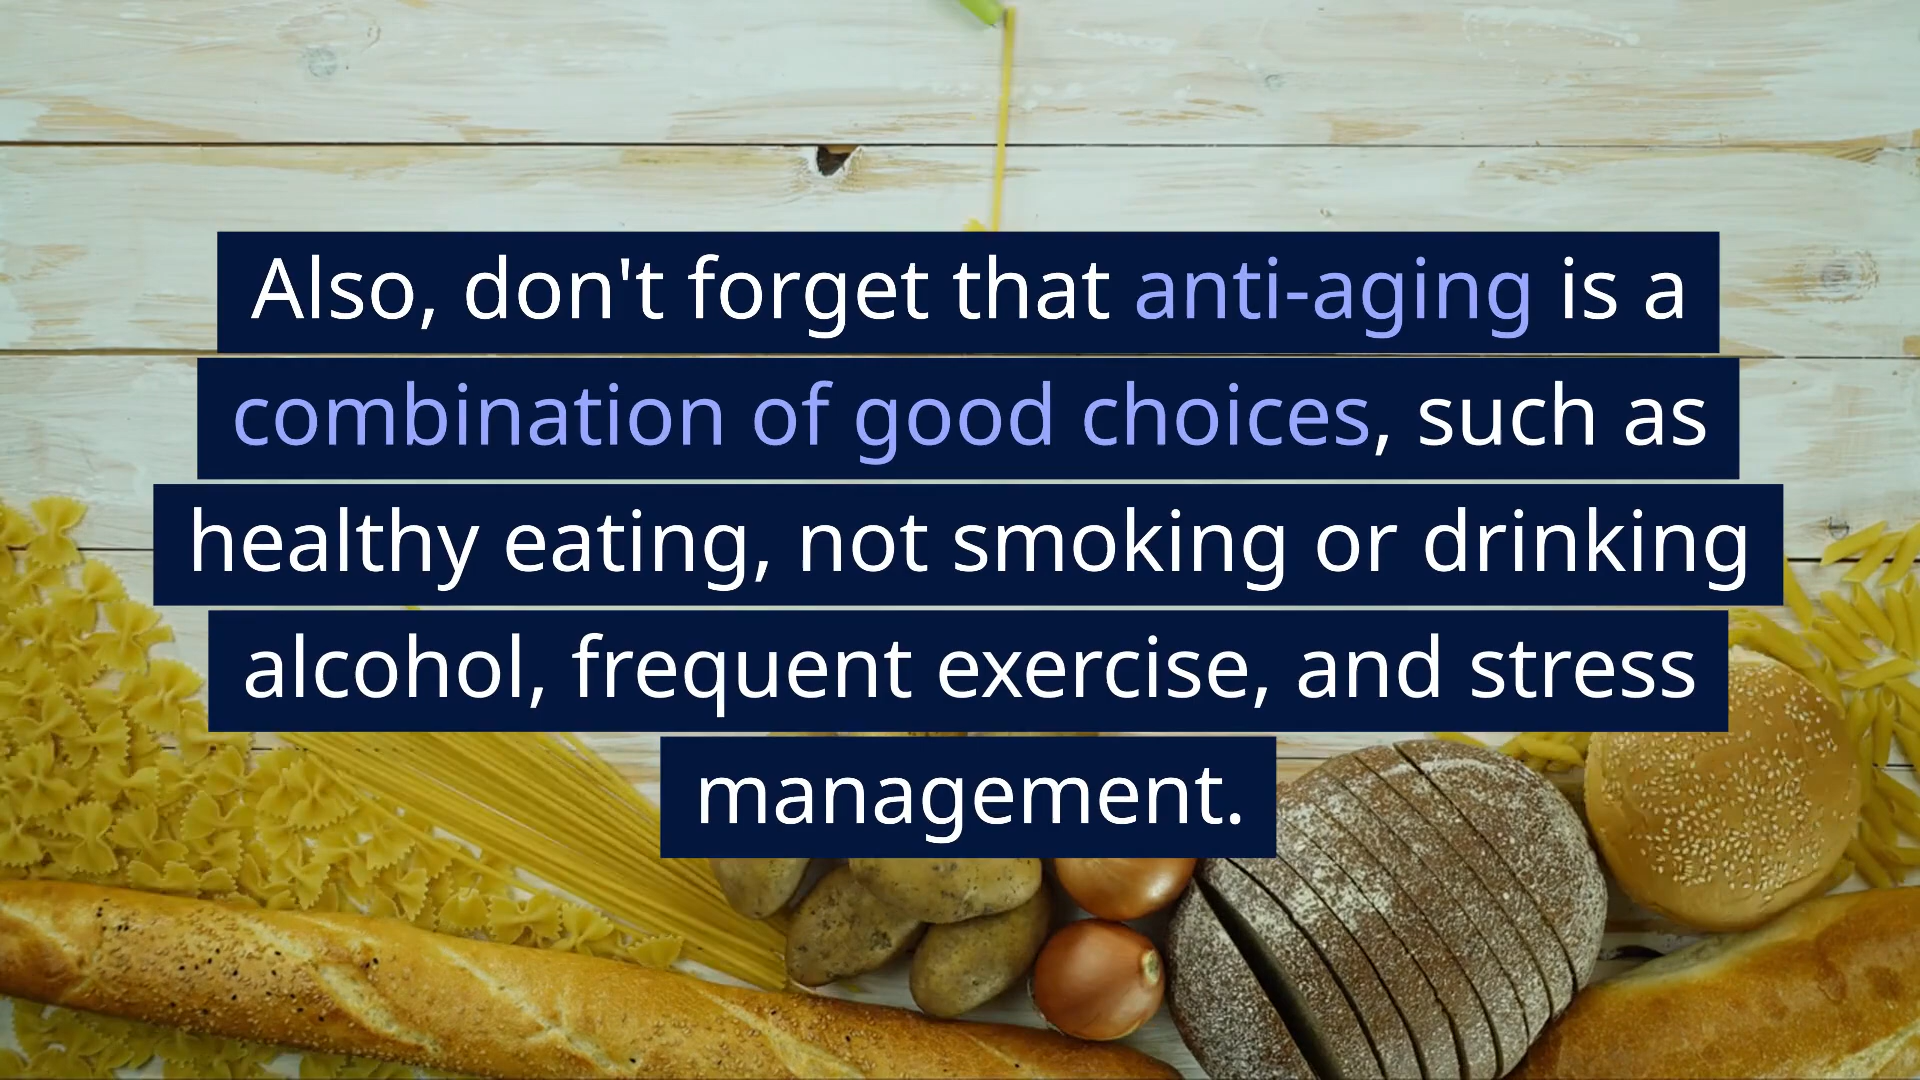 Also, don't forget that anti-aging is a
combination of good choices, such as
healthy eating, not smoking or drinking
alcohol, frequent exercise, and stress
management.